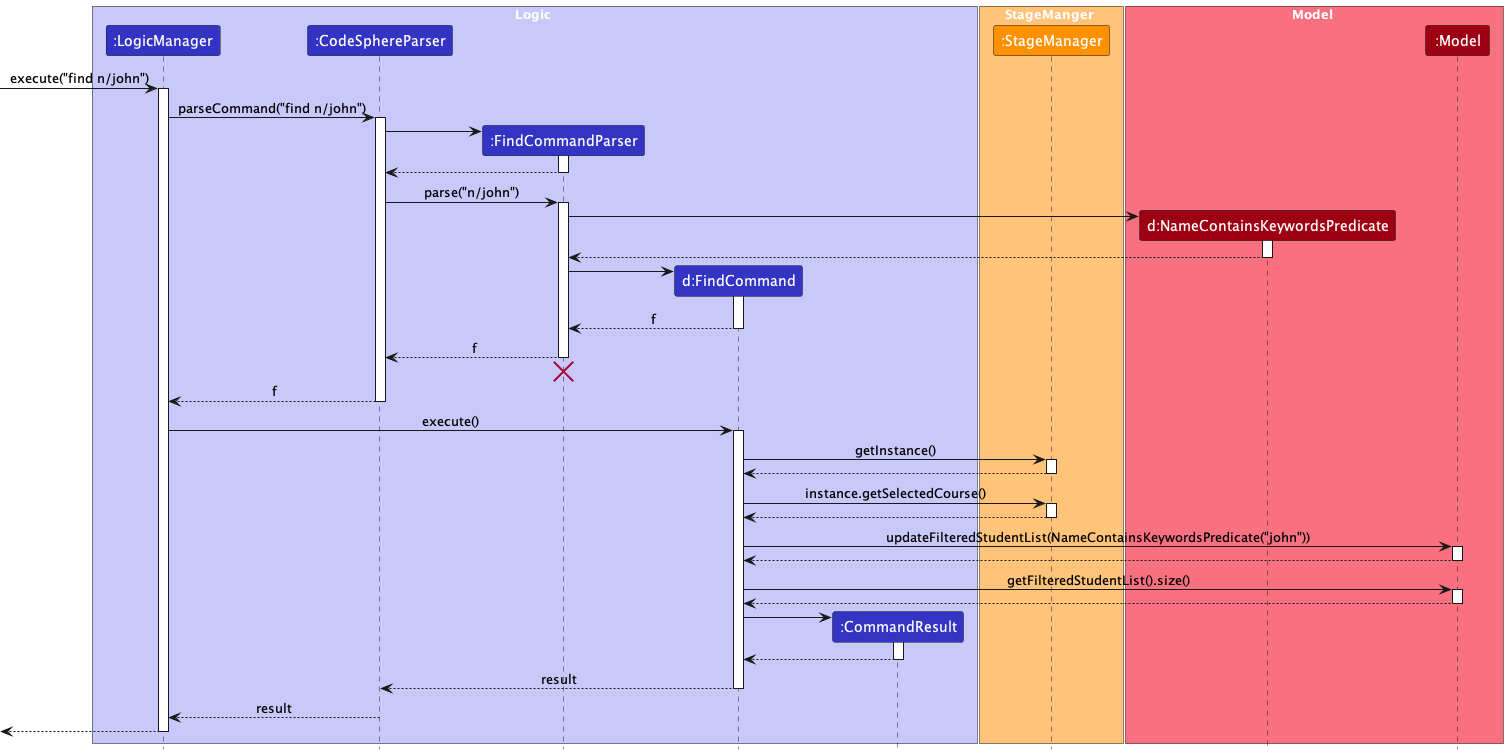 Logic
StageManger
Model
:LogicManager
:CodeSphereParser
:StageManager
:Model
execute("find n/john")
parseCommand("find n/john")
:FindCommandParser
parse("n/john")
d:NameContainsKeywordsPredicate
d:FindCommand
f
f
f
execute()
getInstance()
instance.getSelectedCourse()
updateFilteredStudentList(NameContainsKeywordsPredicate("john"))
getFilteredStudentList().size()
:CommandResult
result
result